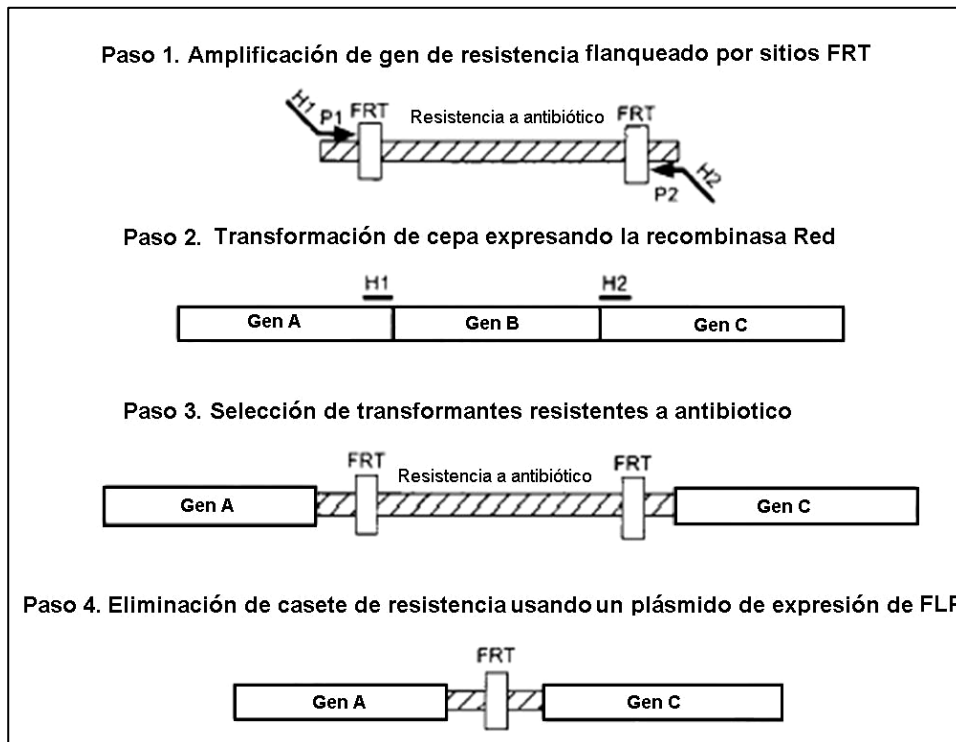 Paso 1. Amplificación de gen de resistencia flanqueado por sitios FRT
H1 P1 FRT Resistencia a antibiótico FRT
P2 H2
Paso 2. Transformación de cepa expresando la recombinasa Red
H1 H2
Gen A Gen B Gen C
Paso 3. Selección de transformantes resistentes a antibiotico
FRT Resistencia a antibiótico FRT
Gen A Gen C
Paso 4. Eliminación de casete de resistencia usando un plásmido de expresión de FLP
FRT
Gen A Gen C